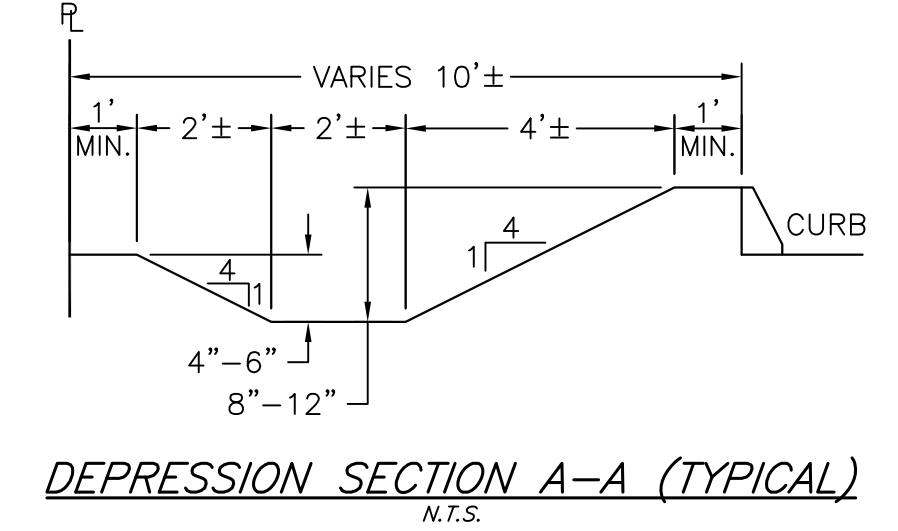 PL
VARIES 10'±
1' MIN.
2'±
2'±
4'±
1' MIN.
4
1
4
1
CURB
4"-6"
8"-12"
DEPRESSION SECTION A-A (TYPICAL)
N.T.S.